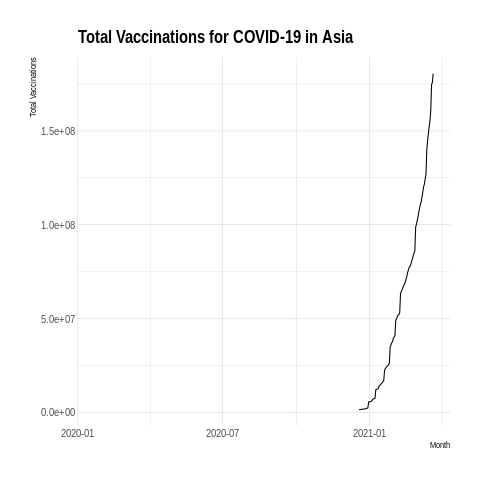 Total Vaccinations for COVID-19 in Asia
Total Vaccinations
1.5e+08
1.0e+08
5.0e+07
0.0e+00
2020-01
2020-07
2021-01
Month